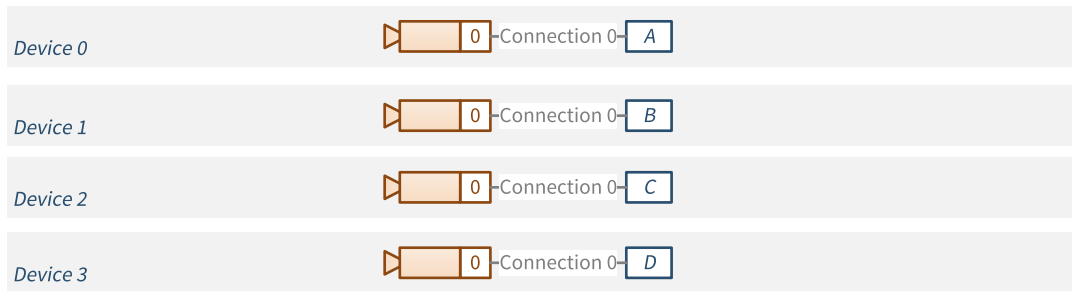 Device 0 0 Connection 0 A
Device 1 0 Connection 0 B
Device 2 0 Connection 0 C
Device 3 0 Connection 0 D